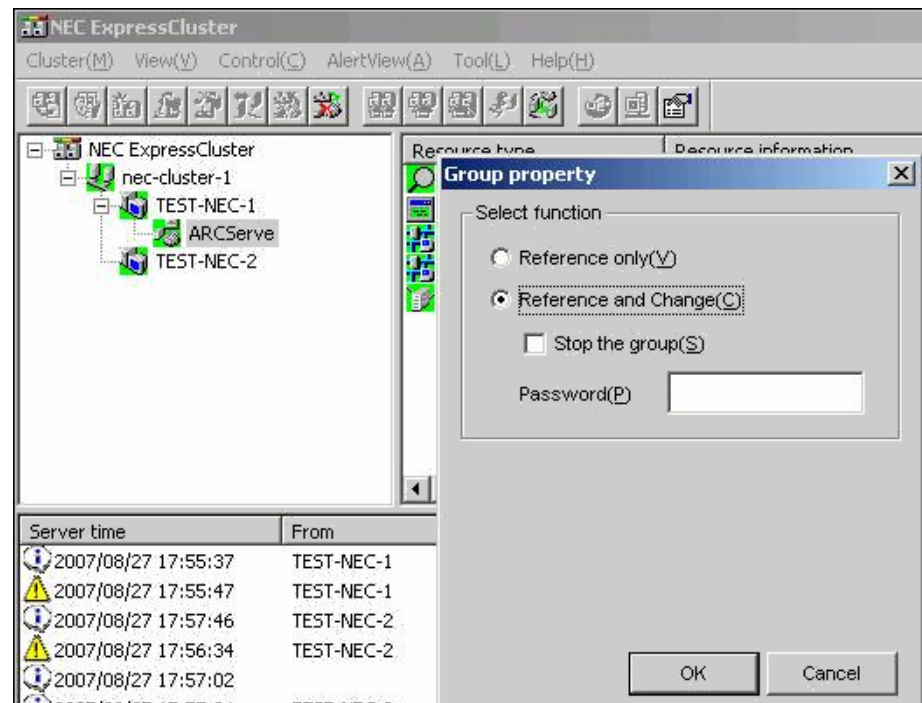 NEC ExpressCluster
Cluster(M) View(V) Control(C) AlertView(A) Tool(L) Help(H)
NEC ExpressCluster
nec-cluster-1
TEST-NEC-1
ARCServe
TEST-NEC-2
Resource type Resource information
Group property
Select function
Reference only(V)
Reference and Change(C)
Stop the group(S)
Password(P)
OK Cancel
Server time From
2007/08/27 17:55:37 TEST-NEC-1
2007/08/27 17:55:47 TEST-NEC-1
2007/08/27 17:57:46 TEST-NEC-2
2007/08/27 17:56:34 TEST-NEC-2
2007/08/27 17:57:02